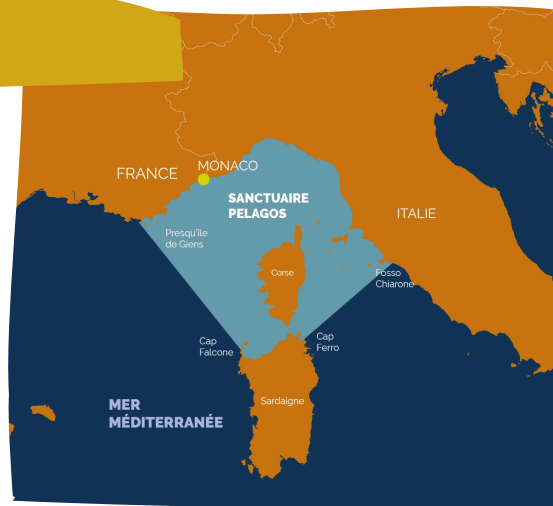 FRANCE
MONACO
SANCTUAIRE
PELAGOS
ITALIE
Presqu'île
de Giens
Corse
Fosso
Chiarone
Cap
Falcone
Cap
Ferro
Sardaigne
MER
MÉDITERRANÉE